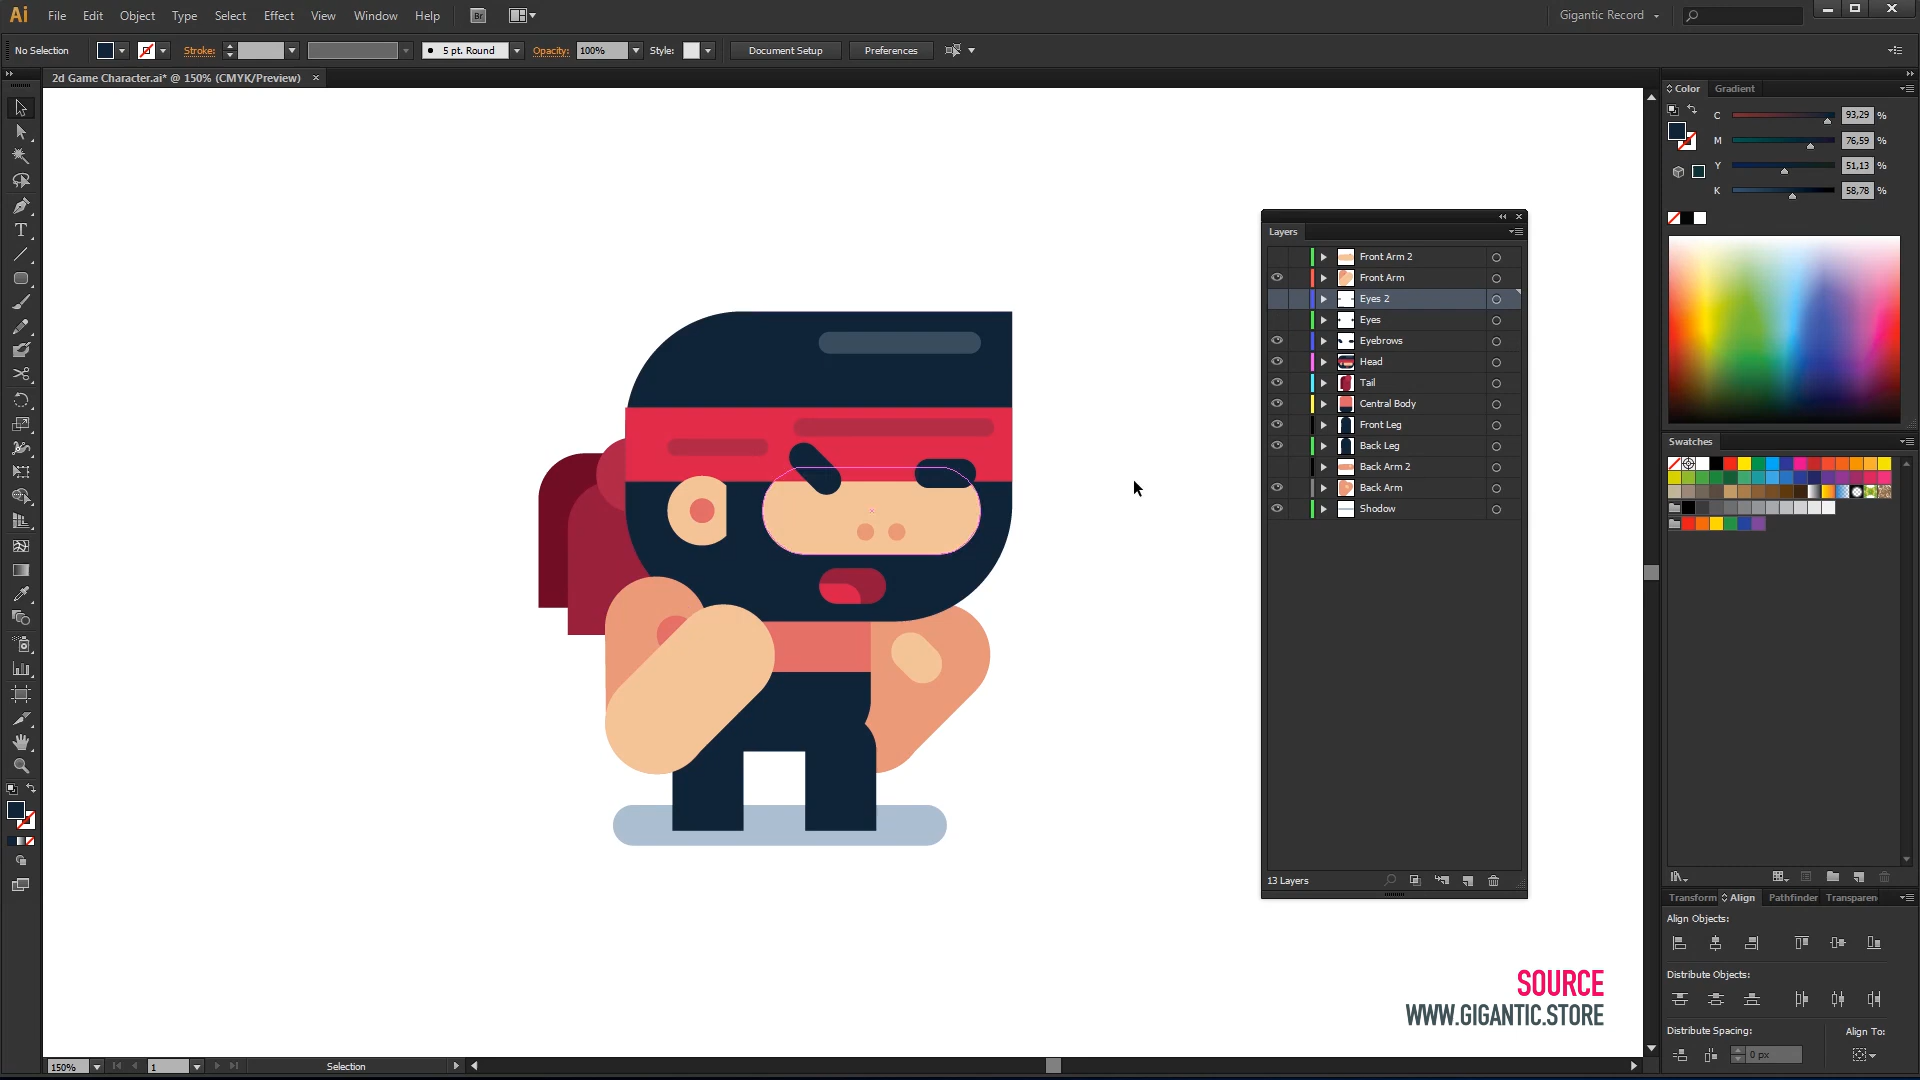 Ai File Edit Object Type Select Effect View Window Help Br Gigantic Record
No Selection Stroke: 5 pt. Round Opacity: 100% Style: Document Setup Preferences
2d Game Character.ai* @ 150% (CMYK/Preview)
Color Gradient
C 93,29 %
M 76,59 %
Y 51,13 %
K 58,78 %
Layers
Front Arm 2
Front Arm
Eyes 2
Eyes
Eyebrows
Head
Tail
Central Body
Front Leg
Back Leg
Back Arm 2
Back Arm
Shodow
13 Layers
Swatches
Transform Align Pathfinder Transparen
Align Objects:
Distribute Objects:
Distribute Spacing: Align To:
0 px
SOURCE
WWW.GIGANTIC.STORE
150% 1 Selection